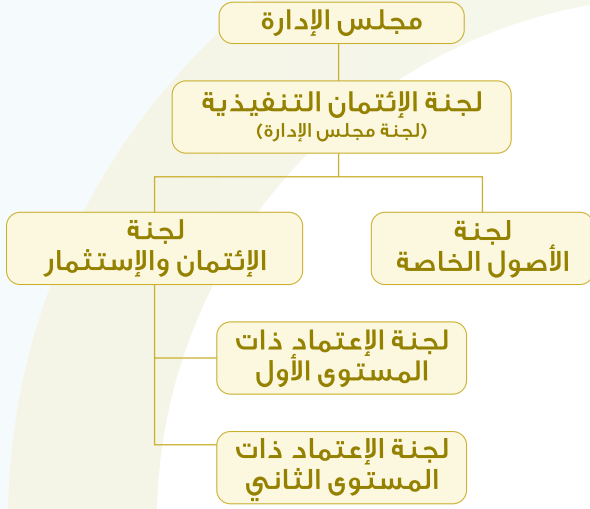 مجلس الإدارة
لجنة الإئتمان التنفيذية
(لجنة مجلس الإدارة)
لجنة
الأصول الخاصة
لجنة
الإئتمان والإستثمار
لجنة الإعتماد ذات
المستوى الأول
لجنة الإعتماد ذات
المستوى الثاني